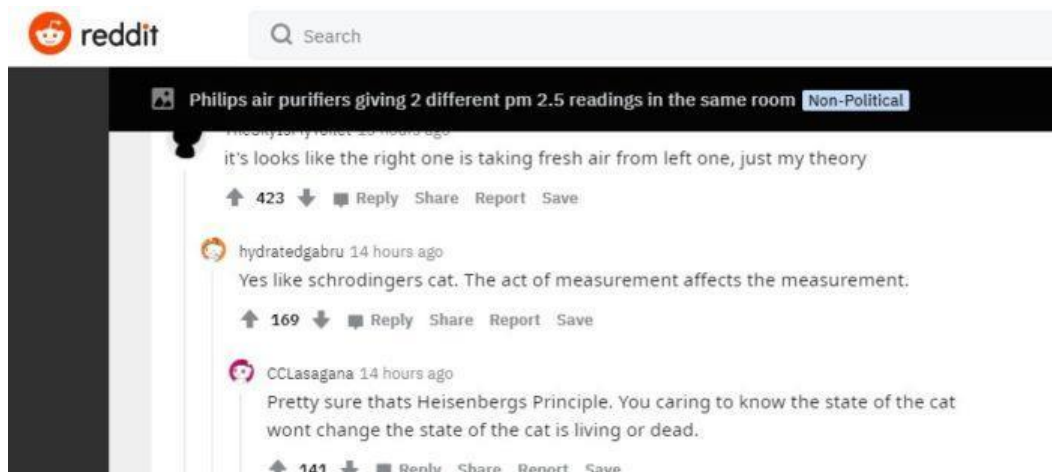 reddit
Search
Philips air purifiers giving 2 different pm 2.5 readings in the same room Non-Political
hours ago
it's looks like the right one is taking fresh air from left one, just my theory
423 Reply Share Report Save
hydratedgabru 14 hours ago
Yes like schrodingers cat. The act of measurement affects the measurement.
169 Reply Share Report Save
CCLasagana 14 hours ago
Pretty sure thats Heisenbergs Principle. You caring to know the state of the cat
wont change the state of the cat is living or dead.
141 Reply Share Report Save